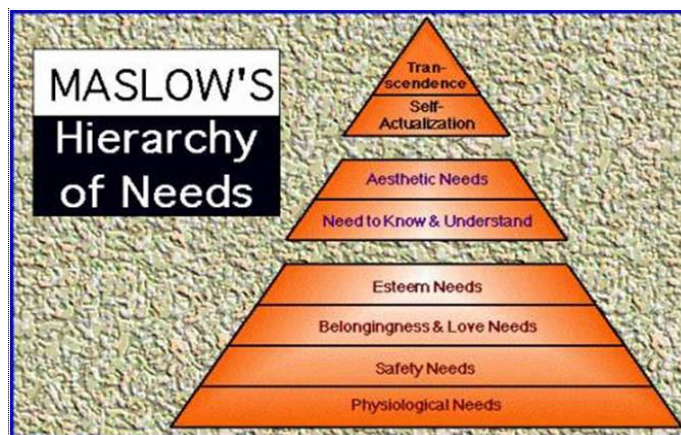 MASLOW'S
Hierarchy
of Needs
Tran-
scendence
Self-
Actualization
Aesthetic Needs
Need to Know & Understand
Esteem Needs
Belongingness & Love Needs
Safety Needs
Physiological Needs